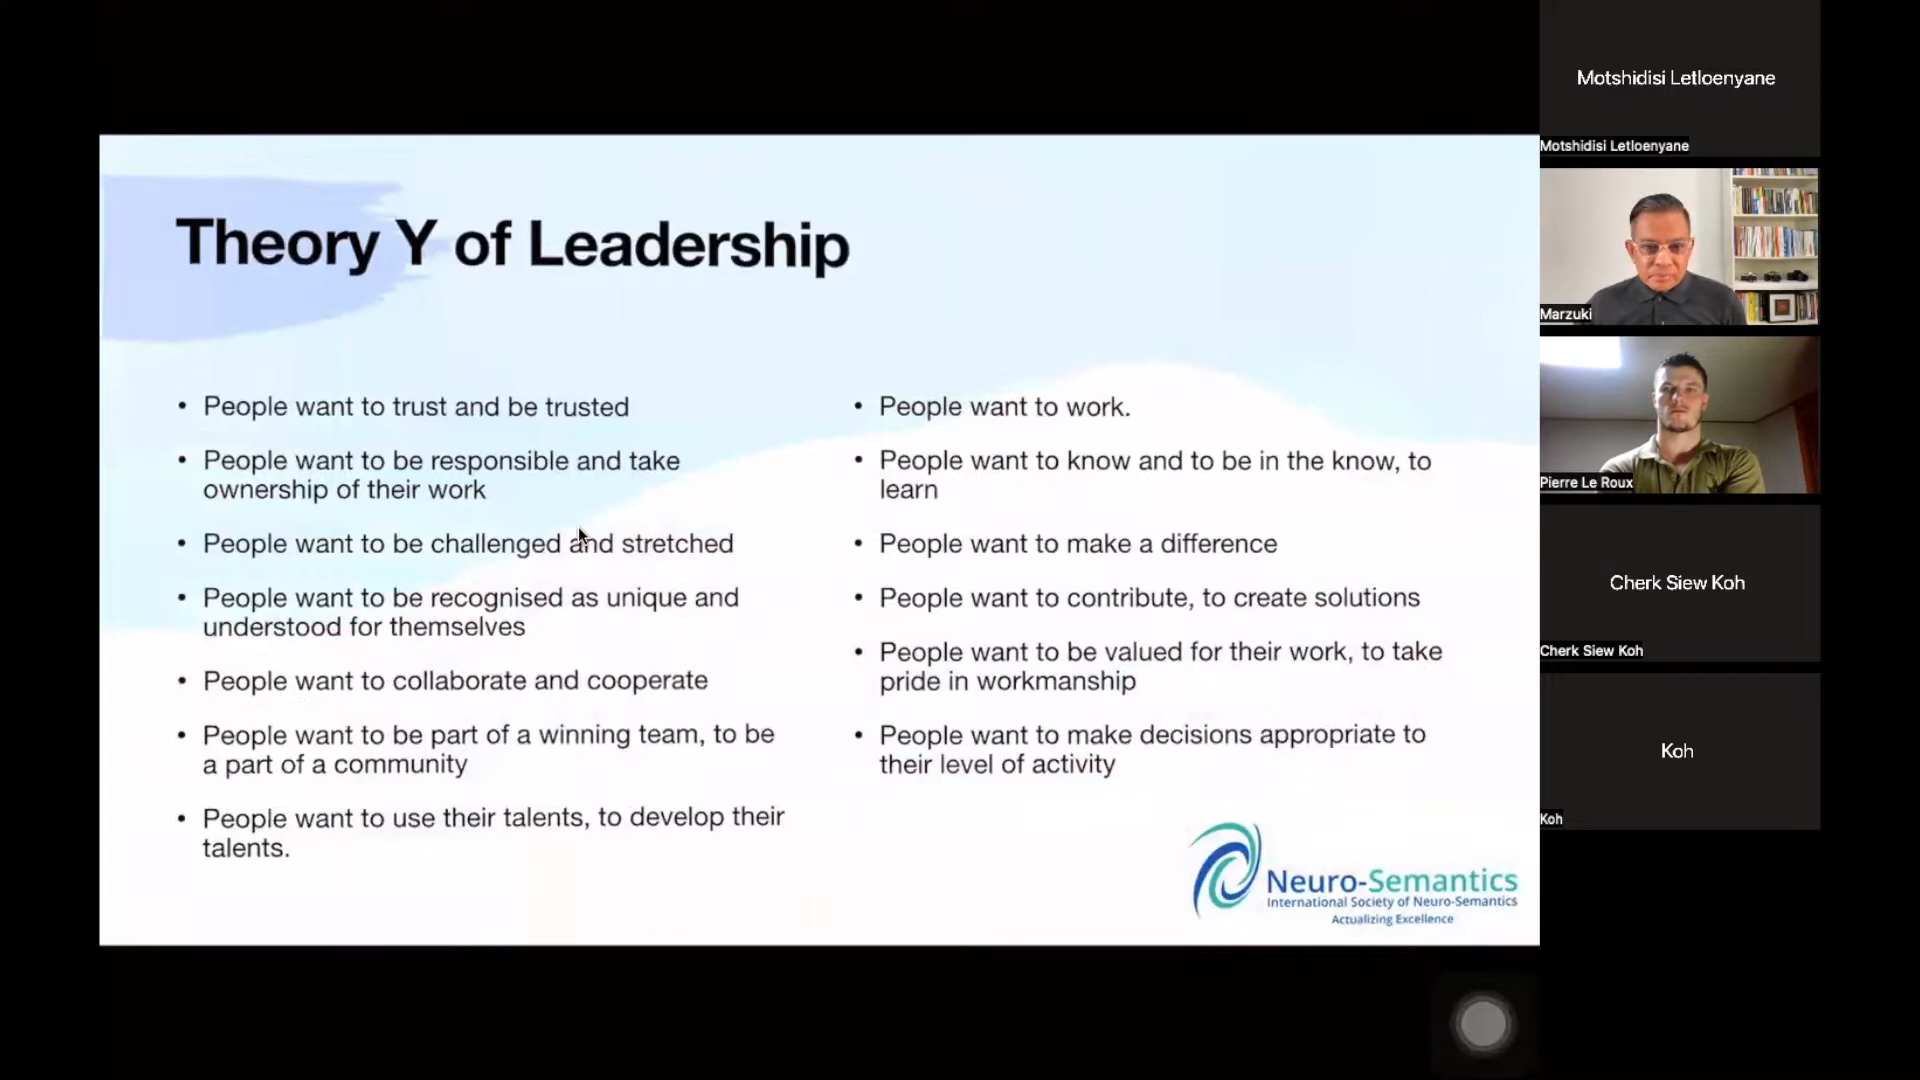 Theory Y of Leadership
• People want to trust and be trusted
• People want to be responsible and take
ownership of their work
• People want to be challenged and stretched
• People want to be recognised as unique and
understood for themselves
• People want to collaborate and cooperate
• People want to be part of a winning team, to be
a part of a community
• People want to use their talents, to develop their
talents.
• People want to work.
• People want to know and to be in the know, to
learn
• People want to make a difference
• People want to contribute, to create solutions
• People want to be valued for their work, to take
pride in workmanship
• People want to make decisions appropriate to
their level of activity
Neuro-Semantics
International Society of Neuro-Semantics
Actualizing Excellence
Motshidisi Letloenyane
Motshidisi Letloenyane
Marzuki
Pierre Le Roux
Cherk Siew Koh
Cherk Siew Koh
Koh
Koh